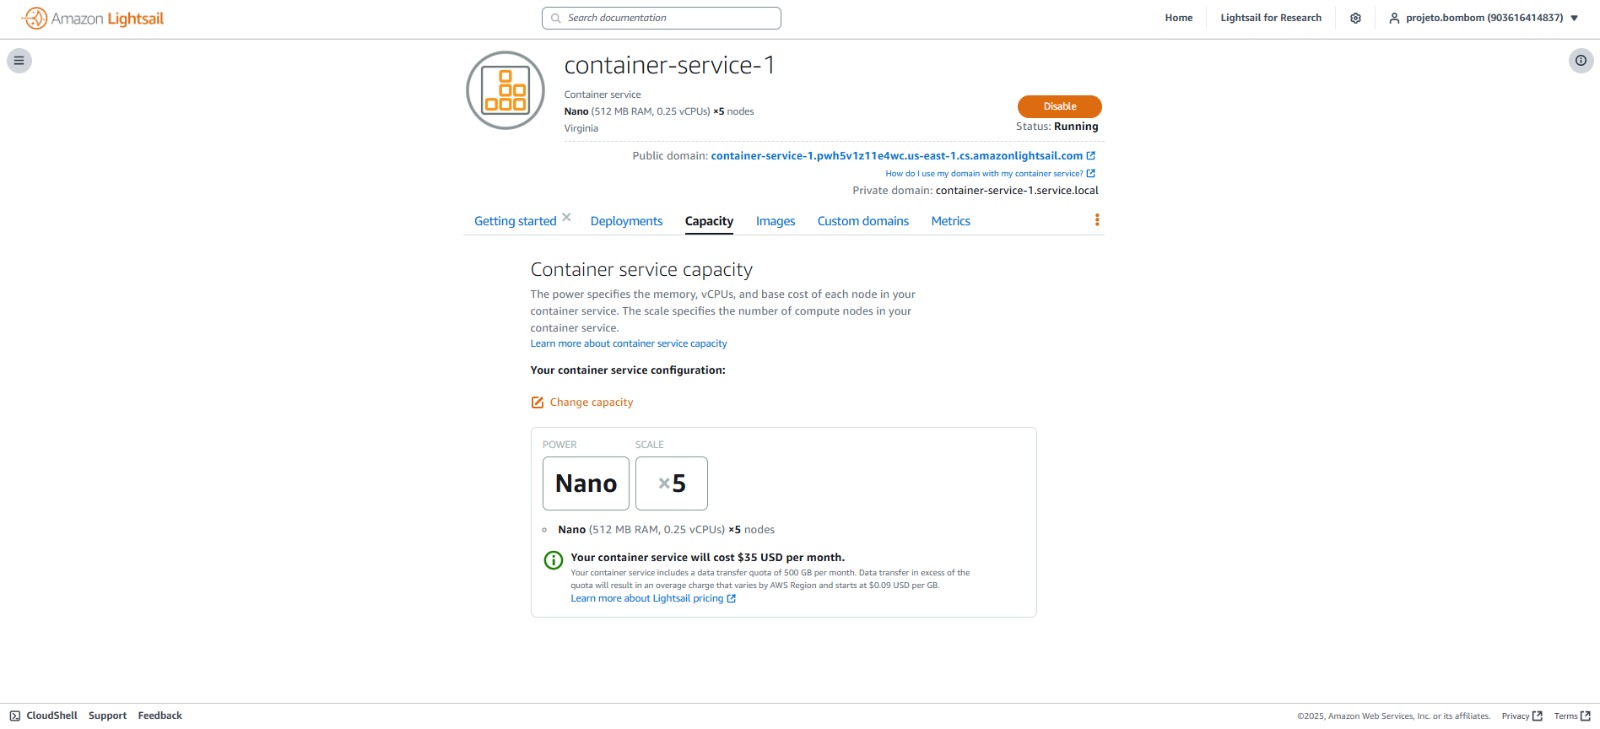 Amazon Lightsail
Search documentation
Home
Lightsail for Research
projeto.bombom (903616414837)
container-service-1
Container service
Nano (512 MB RAM, 0.25 vCPUs) ×5 nodes
Virginia
Disable
Status: Running
Public domain: container-service-1.pwh5v1z11e4wc.us-east-1.cs.amazonlightsail.com
How do I use my domain with my container service?
Private domain: container-service-1.service.local
Getting started
Deployments
Capacity
Images
Custom domains
Metrics
Container service capacity
The power specifies the memory, vCPUs, and base cost of each node in your
container service. The scale specifies the number of compute nodes in your
container service.
Learn more about container service capacity
Your container service configuration:
Change capacity
POWER
SCALE
Nano
×5
Nano (512 MB RAM, 0.25 vCPUs) ×5 nodes
Your container service will cost $35 USD per month.
Your container service includes a data transfer quota of 500 GB per month. Data transfer in excess of the
quota will result in an overage charge that varies by AWS Region and starts at $0.09 USD per GB.
Learn more about Lightsail pricing
CloudShell
Support
Feedback
©2025, Amazon Web Services, Inc. or its affiliates.
Privacy
Terms